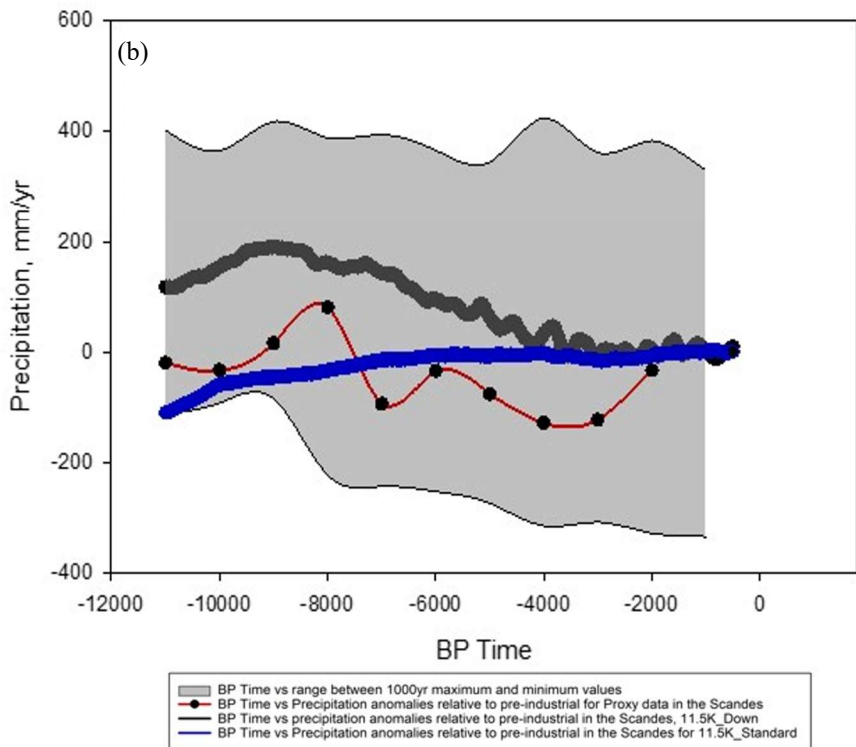 600
(b)
400
200
0
-200
-400
Precipitation, mm/yr
-12000 -10000 -8000 -6000 -4000 -2000 0
BP Time
BP Time vs range between 1000yr maximum and minimum values
BP Time vs Precipitation anomalies relative to pre-industrial for Proxy data in the Scandes
BP Time vs precipitation anomalies relative to pre-industrial in the Scandes, 11.5K_Down
BP Time vs Precipitation anomalies relative to pre-industrial in the Scandes for 11.5K_Standard